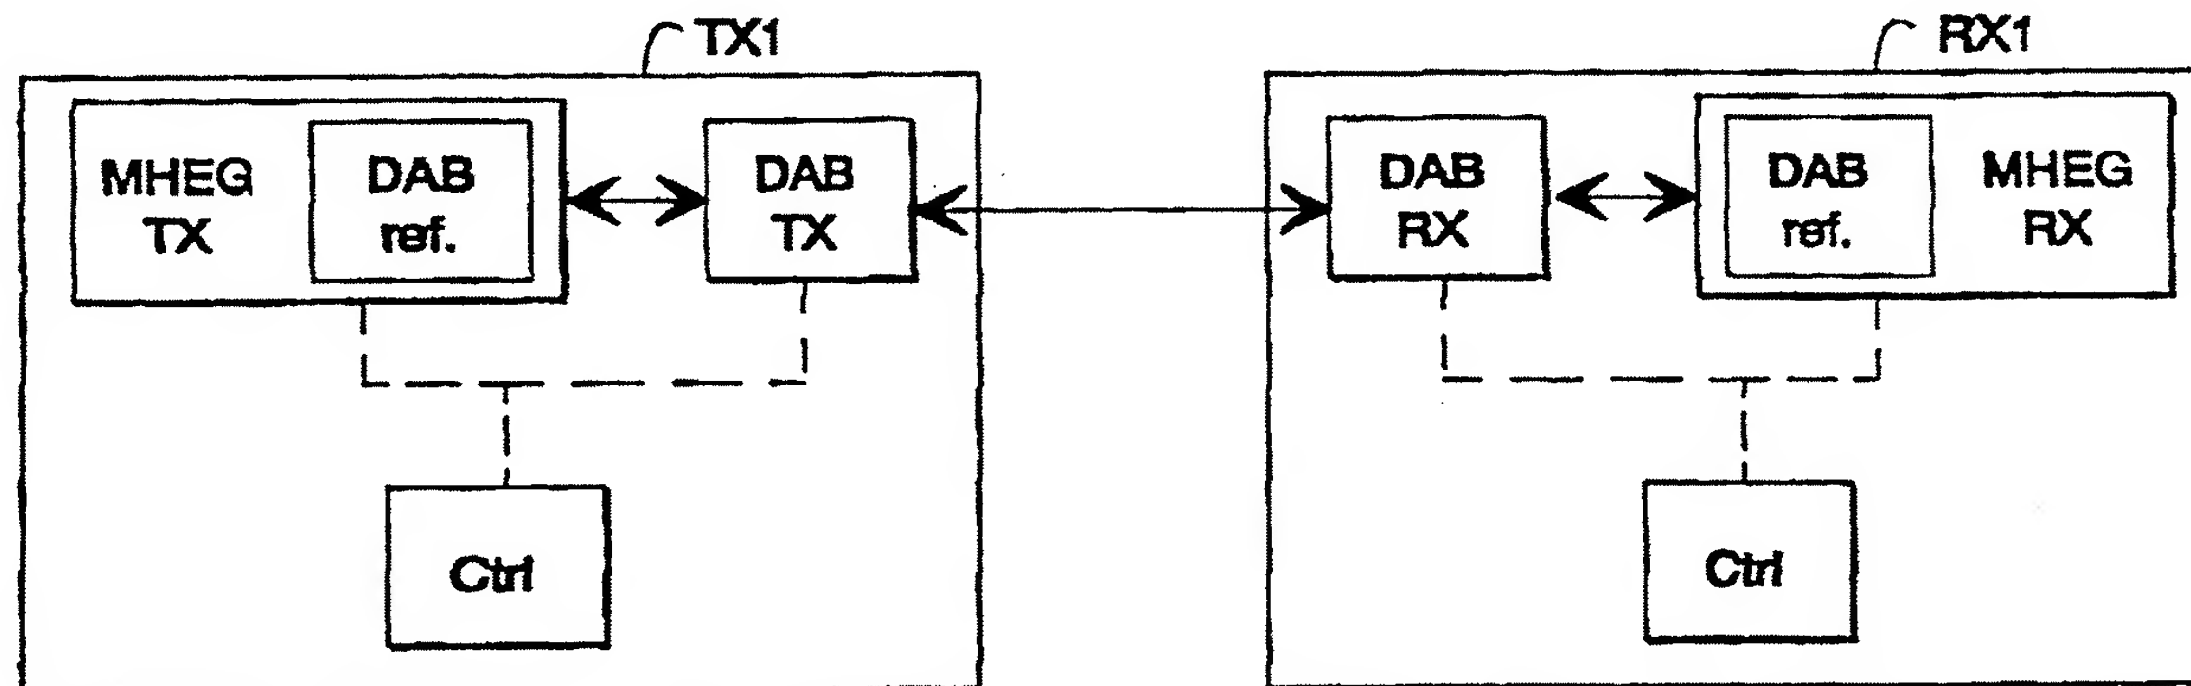 TX1
RX1
MHEG
TX
DAB
ref.
DAB
TX
DAB
RX
DAB
ref.
MHEG
RX
Ctrl
Ctrl